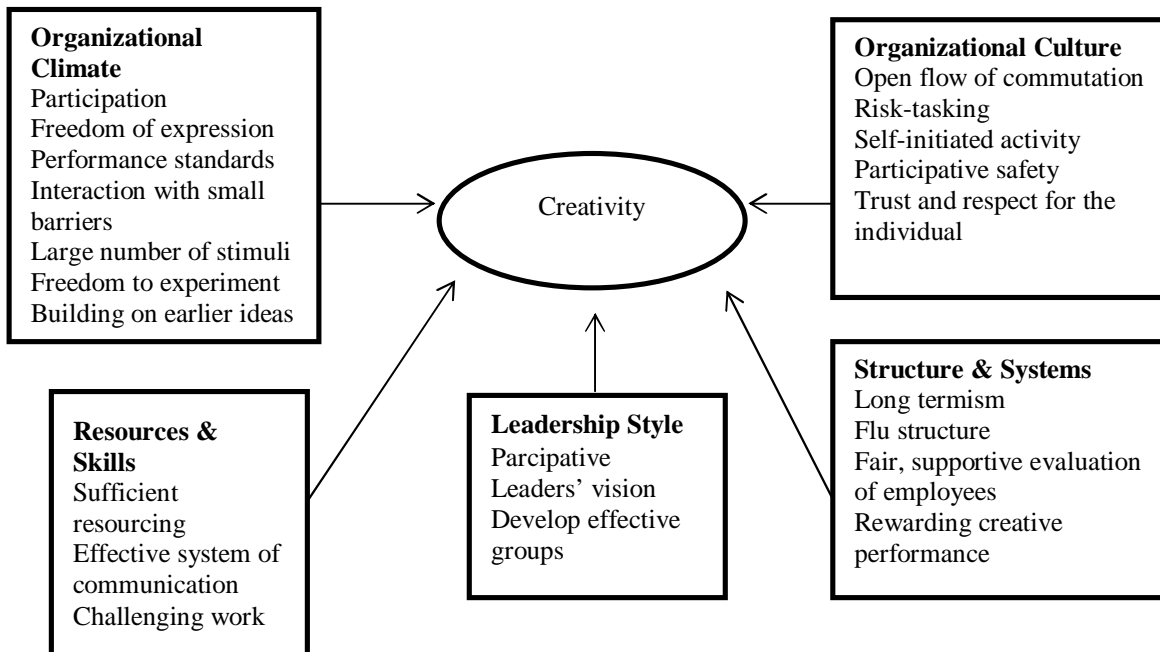 Organizational
Climate
Participation
Freedom of expression
Performance standards
Interaction with small
barriers
Large number of stimuli
Freedom to experiment
Building on earlier ideas
Creativity
Organizational Culture
Open flow of commutation
Risk-tasking
Self-initiated activity
Participative safety
Trust and respect for the
individual
Resources &
Skills
Sufficient
resourcing
Effective system of
communication
Challenging work
Leadership Style
Parcipative
Leaders’ vision
Develop effective
groups
Structure & Systems
Long termism
Flu structure
Fair, supportive evaluation
of employees
Rewarding creative
performance